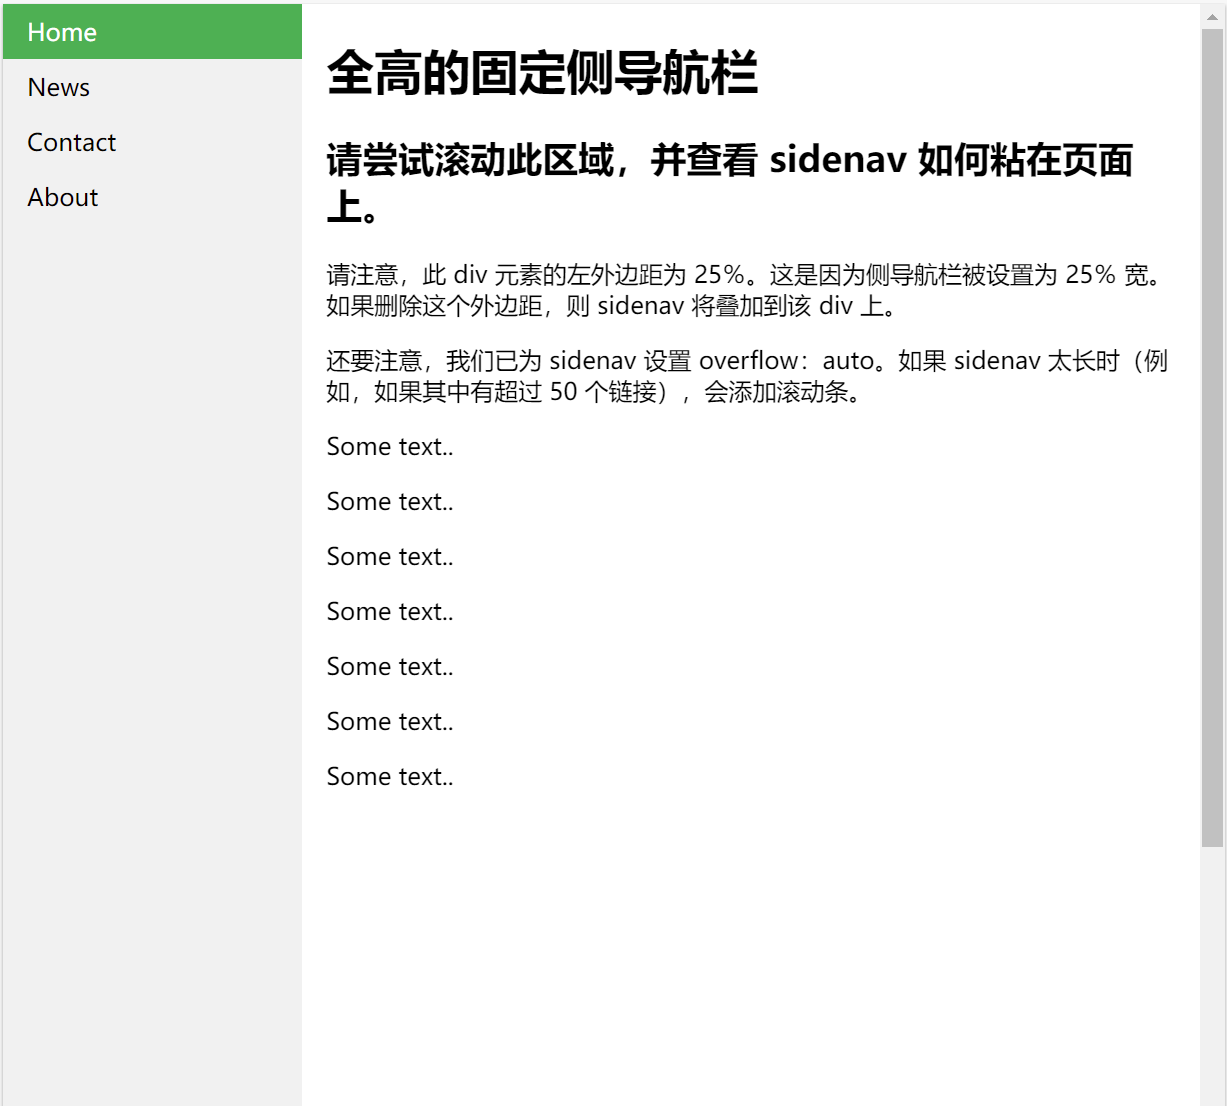 Home
News
Contact
About
全高的固定侧导航栏
请尝试滚动此区域，并查看 sidenav 如何粘在页面
上。
请注意，此 div 元素的左外边距为 25%。这是因为侧导航栏被设置为 25% 宽。
如果删除这个外边距，则 sidenav 将叠加到该 div 上。
还要注意，我们已为 sidenav 设置 overflow：auto。如果 sidenav 太长时（例
如，如果其中有超过 50 个链接），会添加滚动条。
Some text..
Some text..
Some text..
Some text..
Some text..
Some text..
Some text..